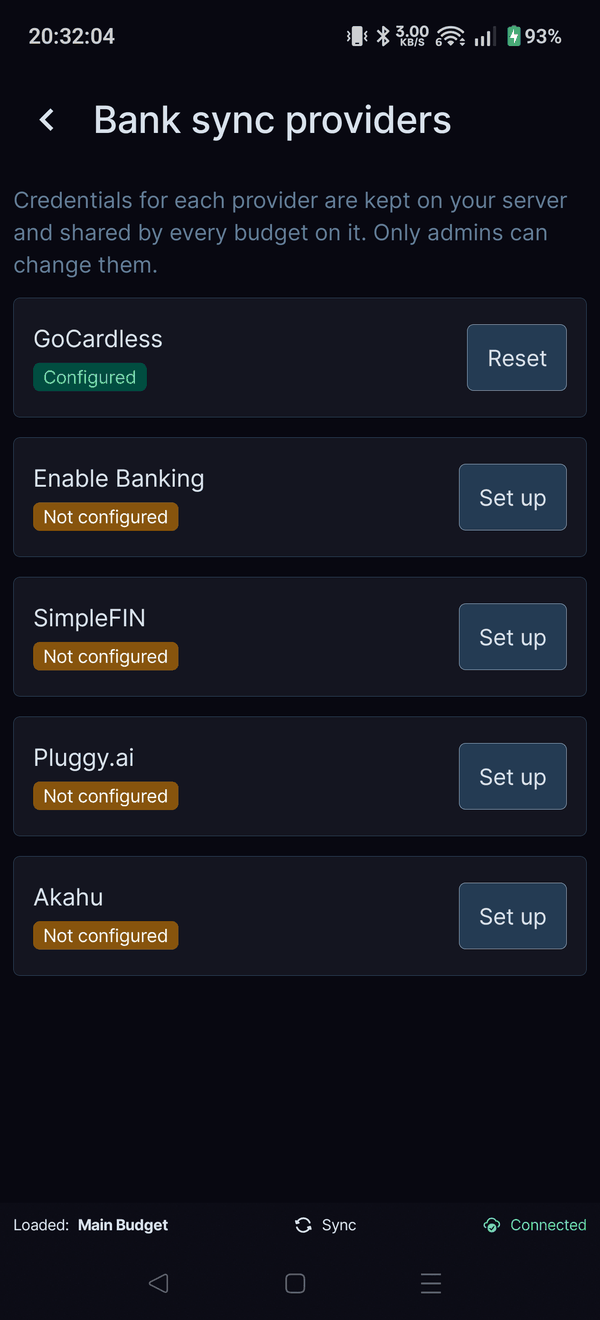 20:32:04
3.00
KB/S
6
93%
Bank sync providers
Credentials for each provider are kept on your server
and shared by every budget on it. Only admins can
change them.
GoCardless
Configured
Reset
Enable Banking
Not configured
Set up
SimpleFIN
Not configured
Set up
Pluggy.ai
Not configured
Set up
Akahu
Not configured
Set up
Loaded: Main Budget
Sync
Connected